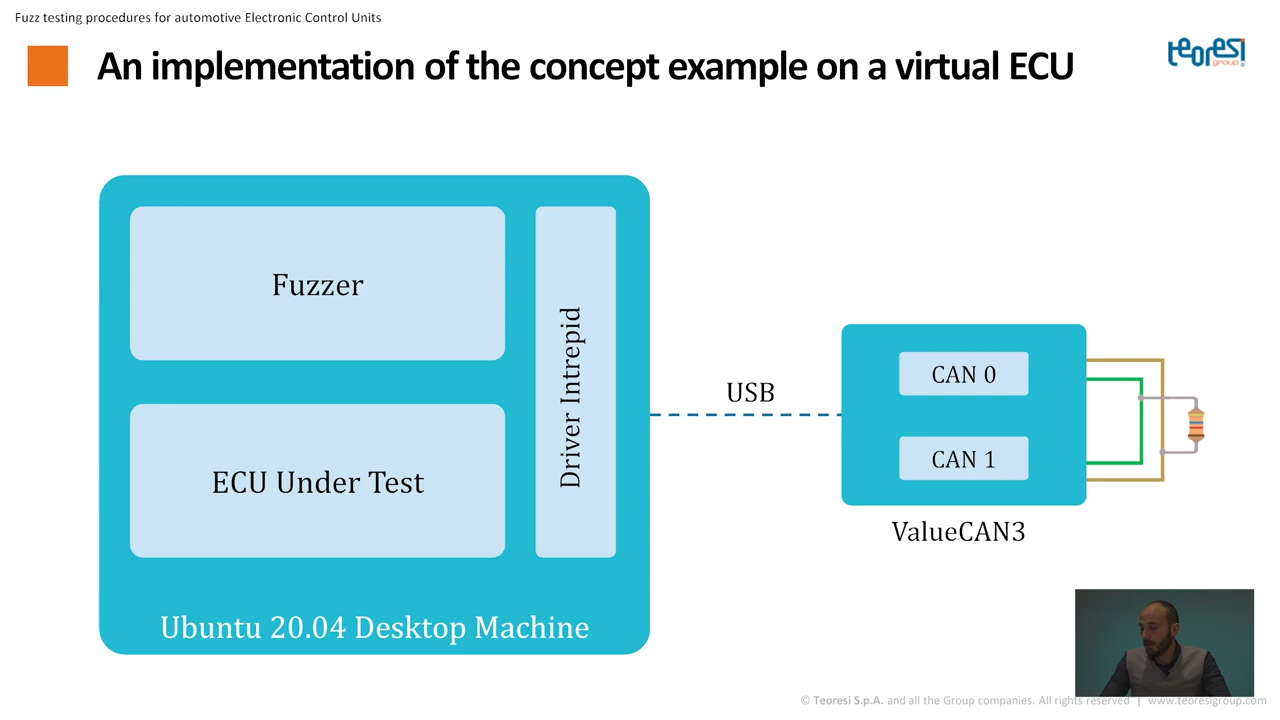 Fuzz testing procedures for automotive Electronic Control Units
An implementation of the concept example on a virtual ECU
teoresi
group
Fuzzer
Driver Intrepid
ECU Under Test
Ubuntu 20.04 Desktop Machine
USB
CAN 0
CAN 1
ValueCAN3
© Teoresi S.p.A. and all the Group companies. All rights reserved | www.teoresigroup.com